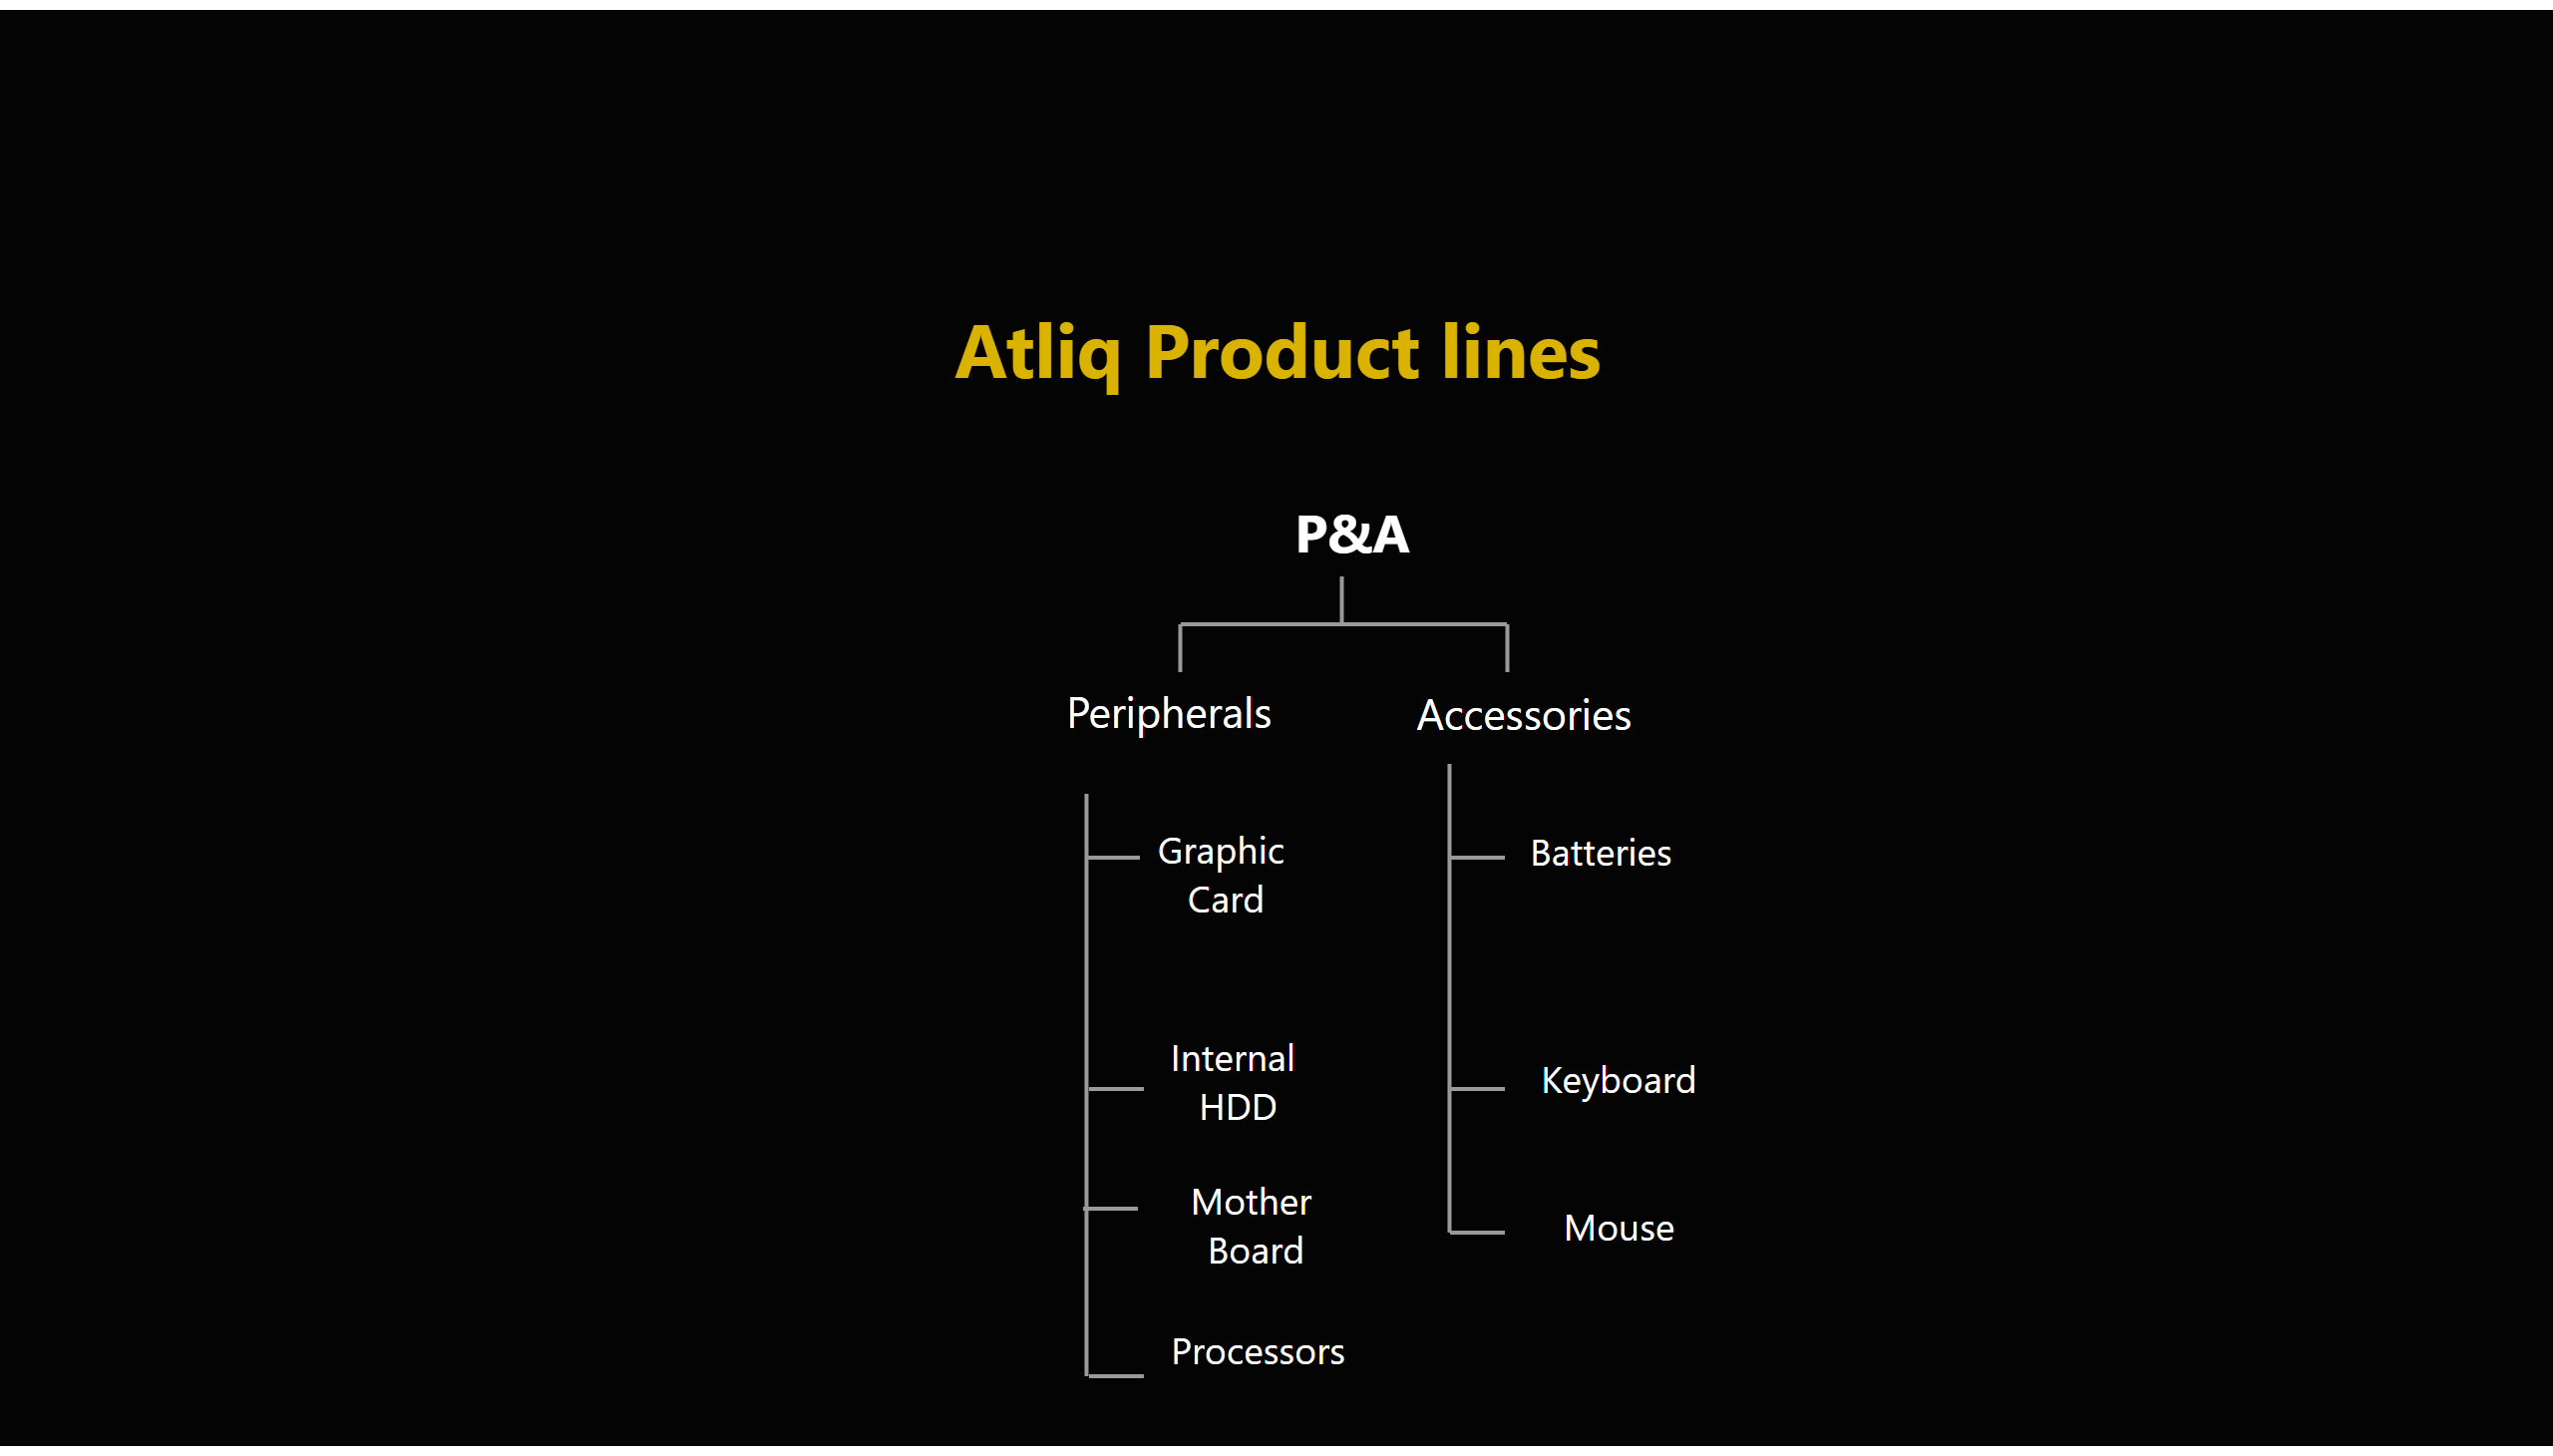 Atliq Product lines
P&A
Peripherals
Accessories
Graphic
Card
Internal
HDD
Mother
Board
Processors
Batteries
Keyboard
Mouse